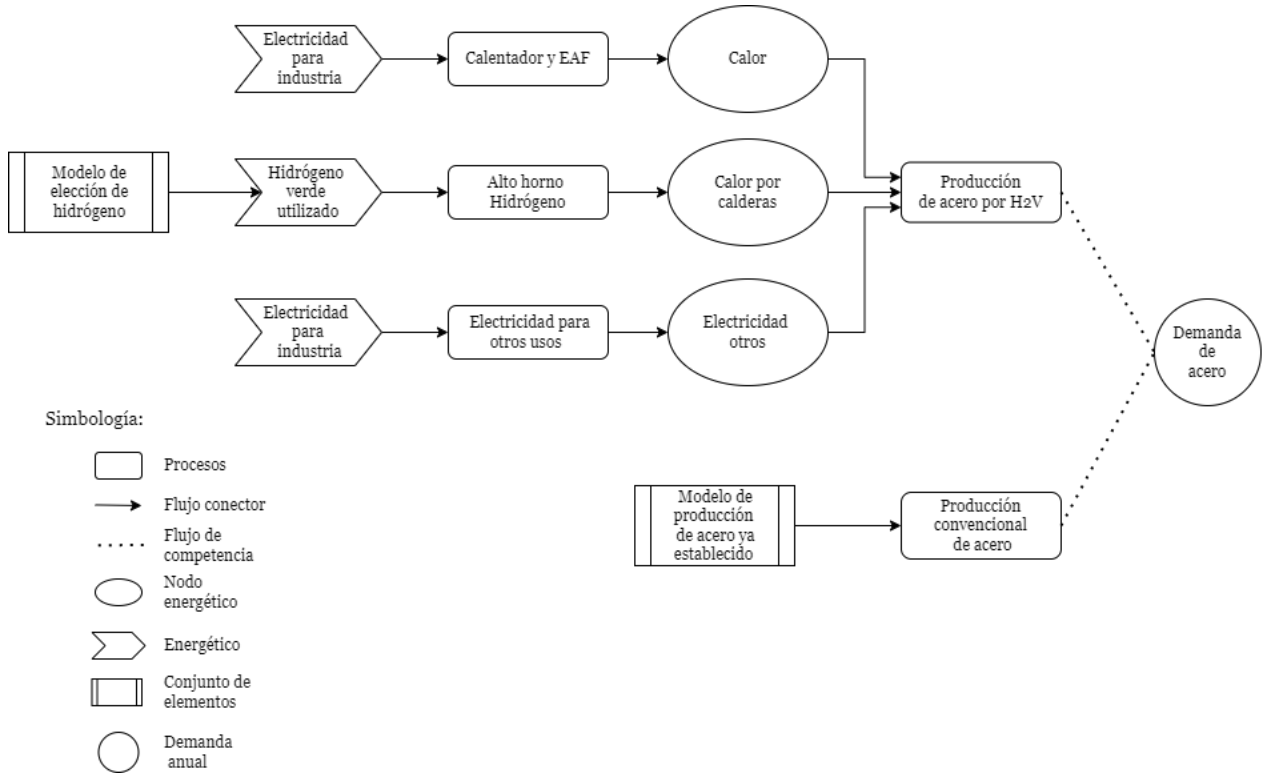 Electricidad
para
industria
Calentador y EAF
Calor
Modelo de
elección de
hidrógeno
Hidrógeno
verde
utilizado
Alto horno
Hidrógeno
Calor por
calderas
Producción
de acero por H2V
Electricidad
para
industria
Electricidad para
otros usos
Electricidad
otros
Demanda
de
acero
Modelo de
producción
de acero ya
establecido
Producción
convencional
de acero
Simbología:
Procesos
Flujo conector
Flujo de
competencia
Nodo
energético
Energético
Conjunto de
elementos
Demanda
anual